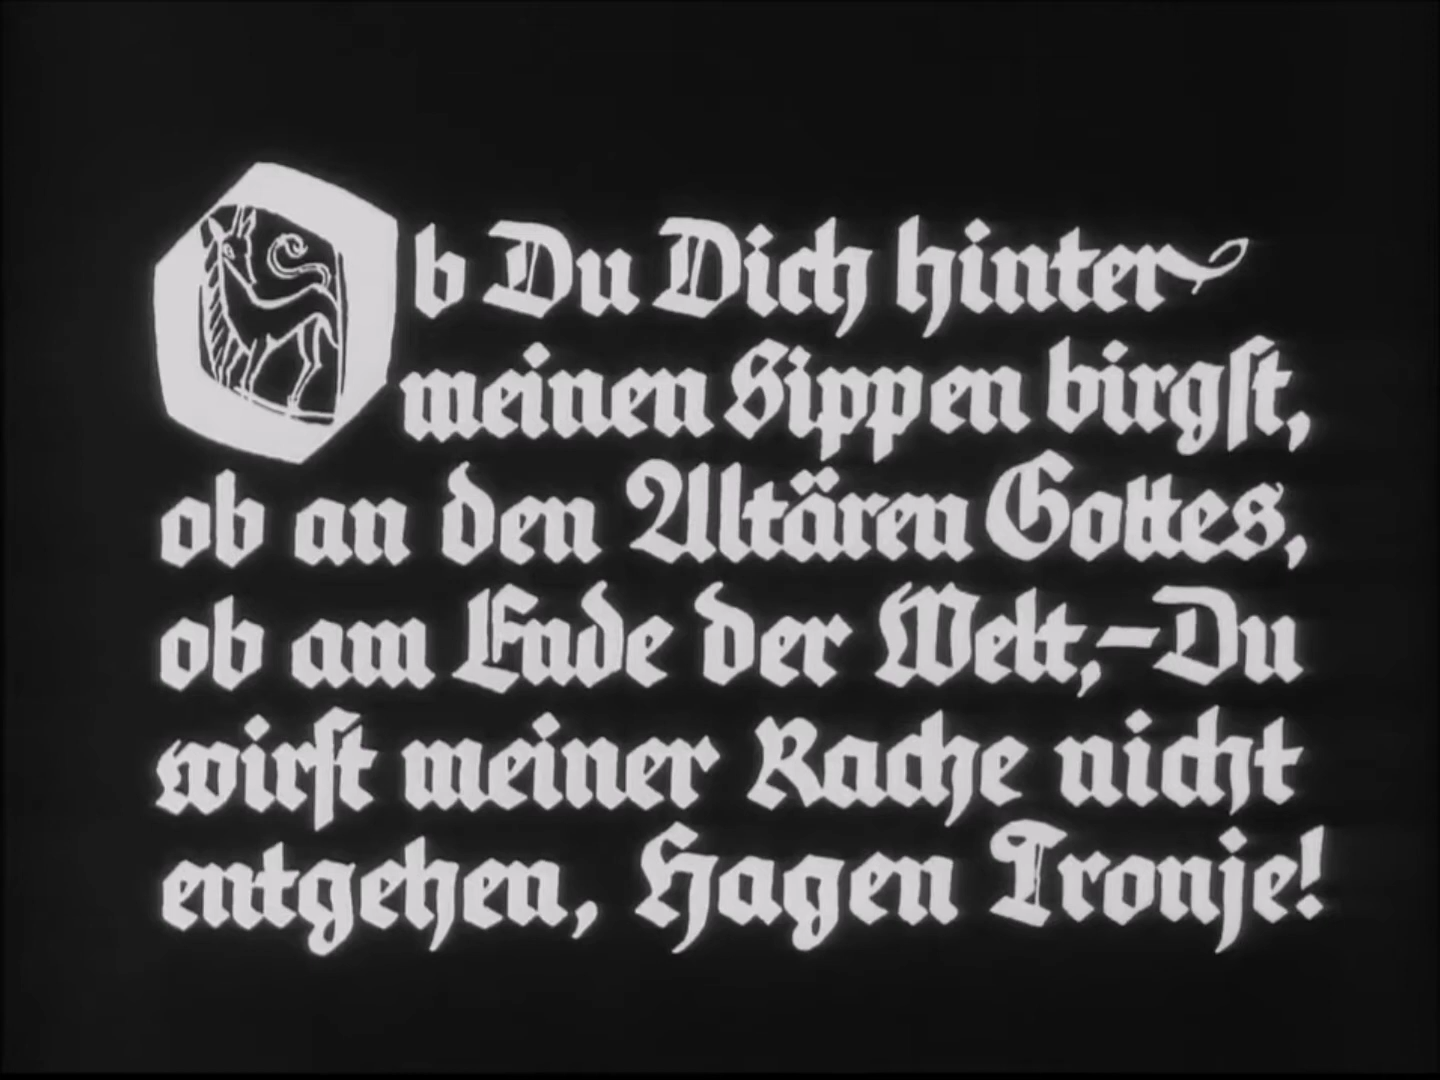 Ob Du Dich hinter
meinen Sippen birgſt,
ob an den Altären Gottes,
ob am Ende der Welt,–Du
wirſt meiner Rache nicht
entgehen, Hagen Tronje!